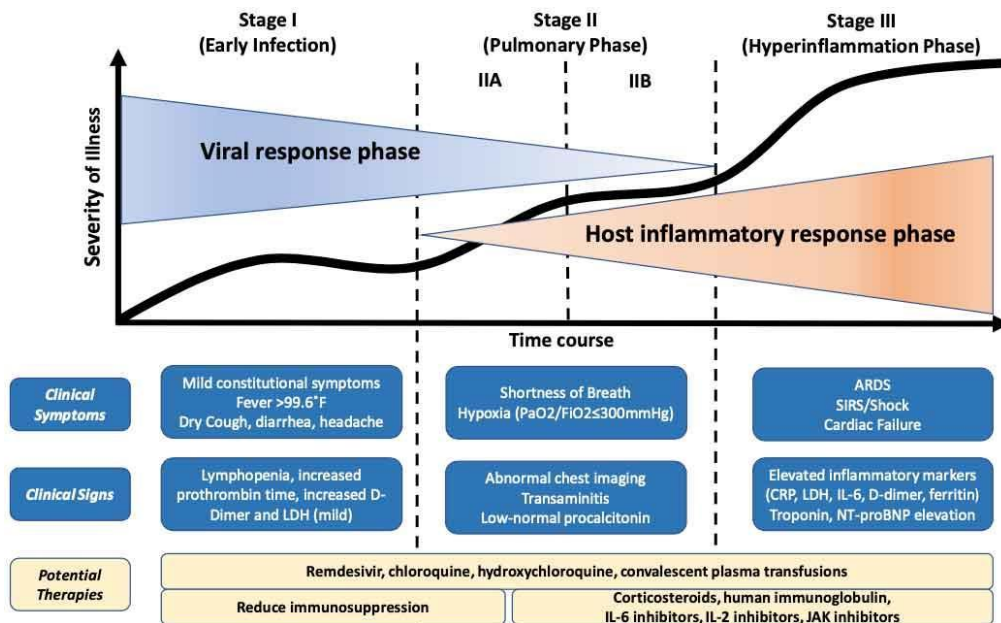 Stage I
(Early Infection)
Stage II
(Pulmonary Phase)
Stage III
(Hyperinflammation Phase)
IIA
IIB
Severity of Illness
Viral response phase
Host inflammatory response phase
Time course
Clinical
Symptoms
Mild constitutional symptoms
Fever >99.6°F
Dry Cough, diarrhea, headache
Shortness of Breath
Hypoxia (PaO2/FiO2≤300mmHg)
ARDS
SIRS/Shock
Cardiac Failure
Clinical Signs
Lymphopenia, increased
prothrombin time, increased D-
Dimer and LDH (mild)
Abnormal chest imaging
Transaminitis
Low-normal procalcitonin
Elevated inflammatory markers
(CRP, LDH, IL-6, D-dimer, ferritin)
Troponin, NT-proBNP elevation
Potential
Therapies
Remdesivir, chloroquine, hydroxychloroquine, convalescent plasma transfusions
Reduce immunosuppression
Corticosteroids, human immunoglobulin,
IL-6 inhibitors, IL-2 inhibitors, JAK inhibitors